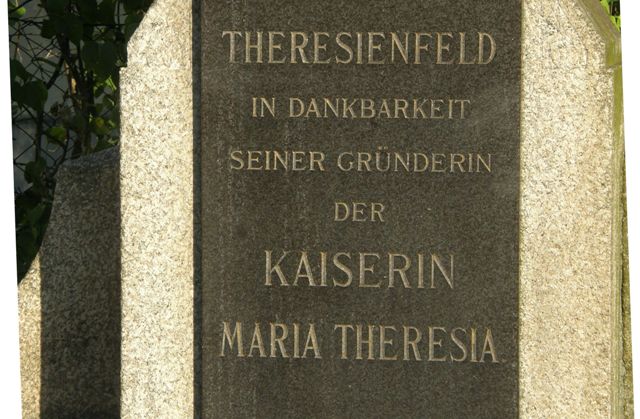 THERESIENFELD
IN DANKBARKEIT
SEINER GRÜNDERIN
DER
KAISERIN
MARIA THERESIA